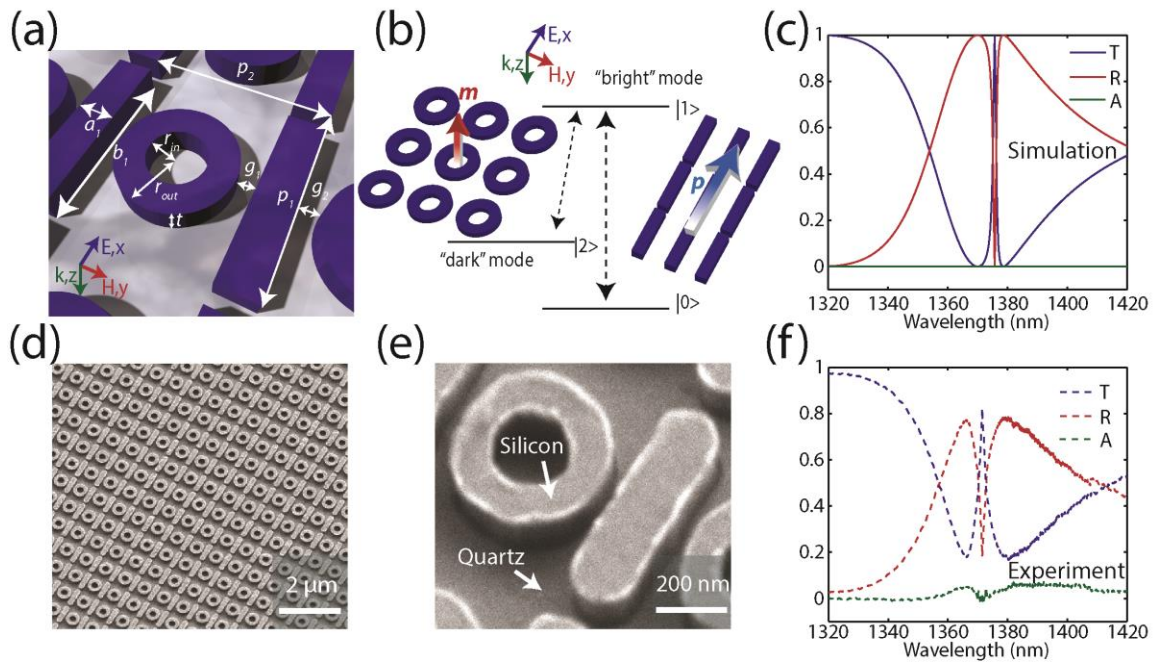 (a)
p₂
a₁
b₁
r_in
r_out
g₁
p₁
g₂
t
E,x
k,z
H,y
(b)
E,x
k,z
H,y
m
"bright" mode
|1>
p
|2>
"dark" mode
|0>
(c)
1
0.8
0.6
0.4
0.2
0
T
R
A
Simulation
1320 1340 1360 1380 1400 1420
Wavelength (nm)
(d)
2 μm
(e)
Silicon
Quartz
200 nm
(f)
1
0.8
0.6
0.4
0.2
0
T
R
A
Experiment
1320 1340 1360 1380 1400 1420
Wavelength (nm)